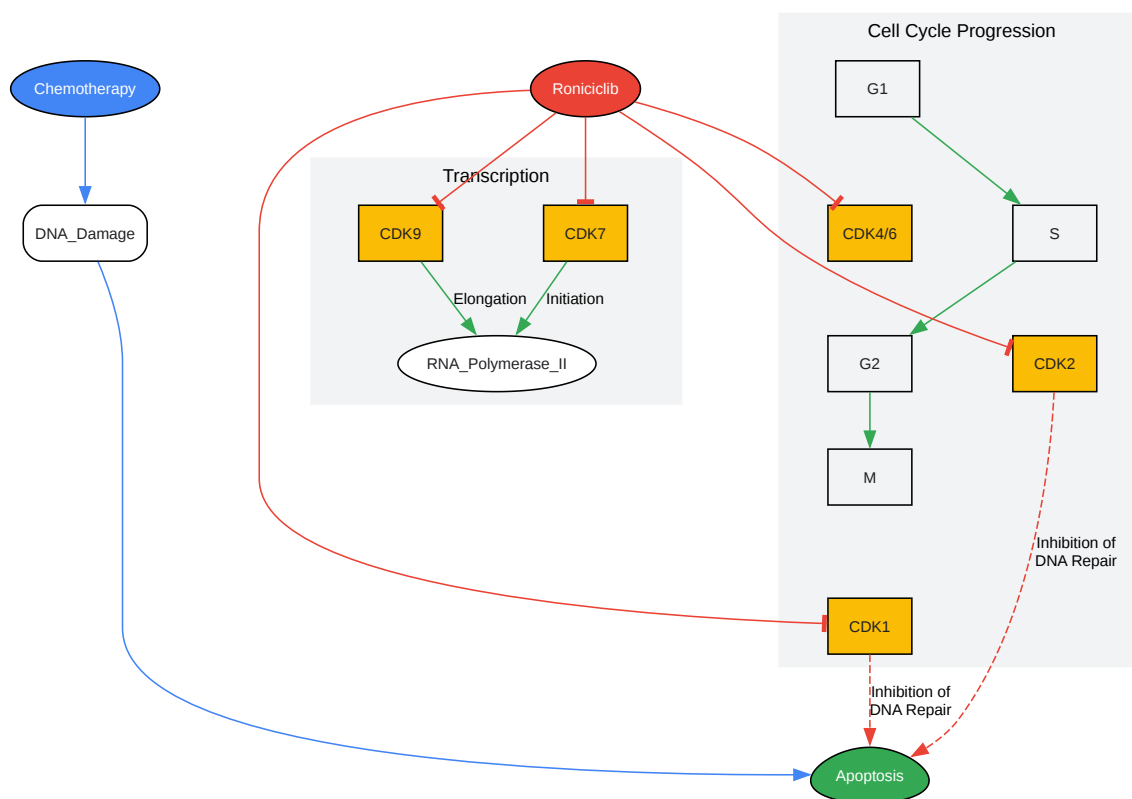 Cell Cycle Progression
Chemotherapy
Roniciclib
G1
Transcription
DNA_Damage
CDK9
CDK7
CDK4/6
S
Elongation
Initiation
RNA_Polymerase_II
G2
CDK2
M
Inhibition of
DNA Repair
CDK1
Inhibition of
DNA Repair
Apoptosis